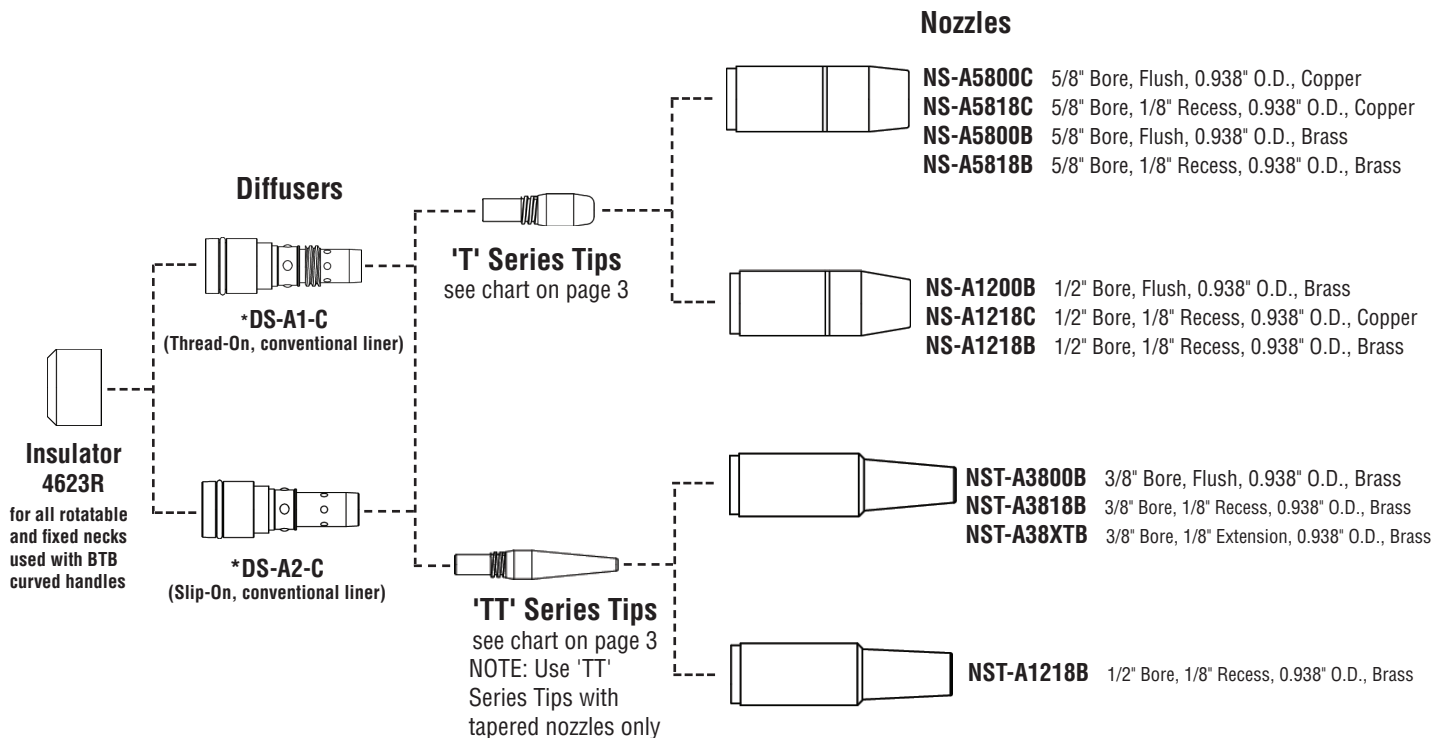 Nozzles
NS-A5800C 5/8" Bore, Flush, 0.938" O.D., Copper
NS-A5818C 5/8" Bore, 1/8" Recess, 0.938" O.D., Copper
NS-A5800B 5/8" Bore, Flush, 0.938" O.D., Brass
NS-A5818B 5/8" Bore, 1/8" Recess, 0.938" O.D., Brass
Diffusers
'T' Series Tips
see chart on page 3
NS-A1200B 1/2" Bore, Flush, 0.938" O.D., Brass
NS-A1218C 1/2" Bore, 1/8" Recess, 0.938" O.D., Copper
NS-A1218B 1/2" Bore, 1/8" Recess, 0.938" O.D., Brass
*DS-A1-C
(Thread-On, conventional liner)
Insulator
4623R
for all rotatable
and fixed necks
used with BTB
curved handles
*DS-A2-C
(Slip-On, conventional liner)
NST-A3800B 3/8" Bore, Flush, 0.938" O.D., Brass
NST-A3818B 3/8" Bore, 1/8" Recess, 0.938" O.D., Brass
NST-A38XTB 3/8" Bore, 1/8" Extension, 0.938" O.D., Brass
'TT' Series Tips
see chart on page 3
NOTE: Use 'TT'
Series Tips with
tapered nozzles only
NST-A1218B 1/2" Bore, 1/8" Recess, 0.938" O.D., Brass